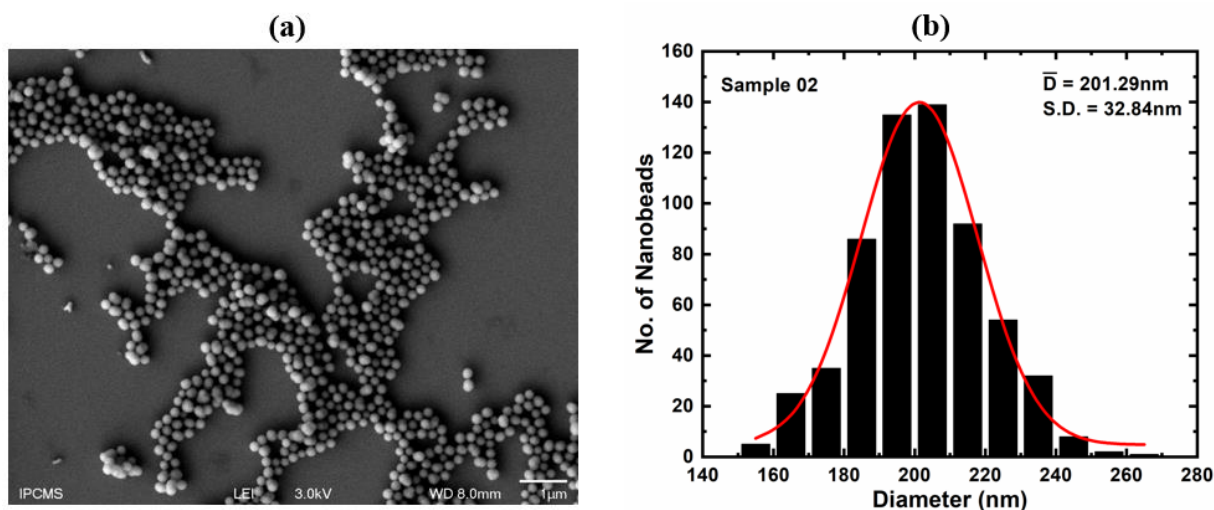 (a)
(b)
IPCMS LEI 3.0kV WD 8.0mm 1µm
Sample 02
D̅ = 201.29nm
S.D. = 32.84nm
No. of Nanobeads
160
140
120
100
80
60
40
20
0
140 160 180 200 220 240 260 280
Diameter (nm)